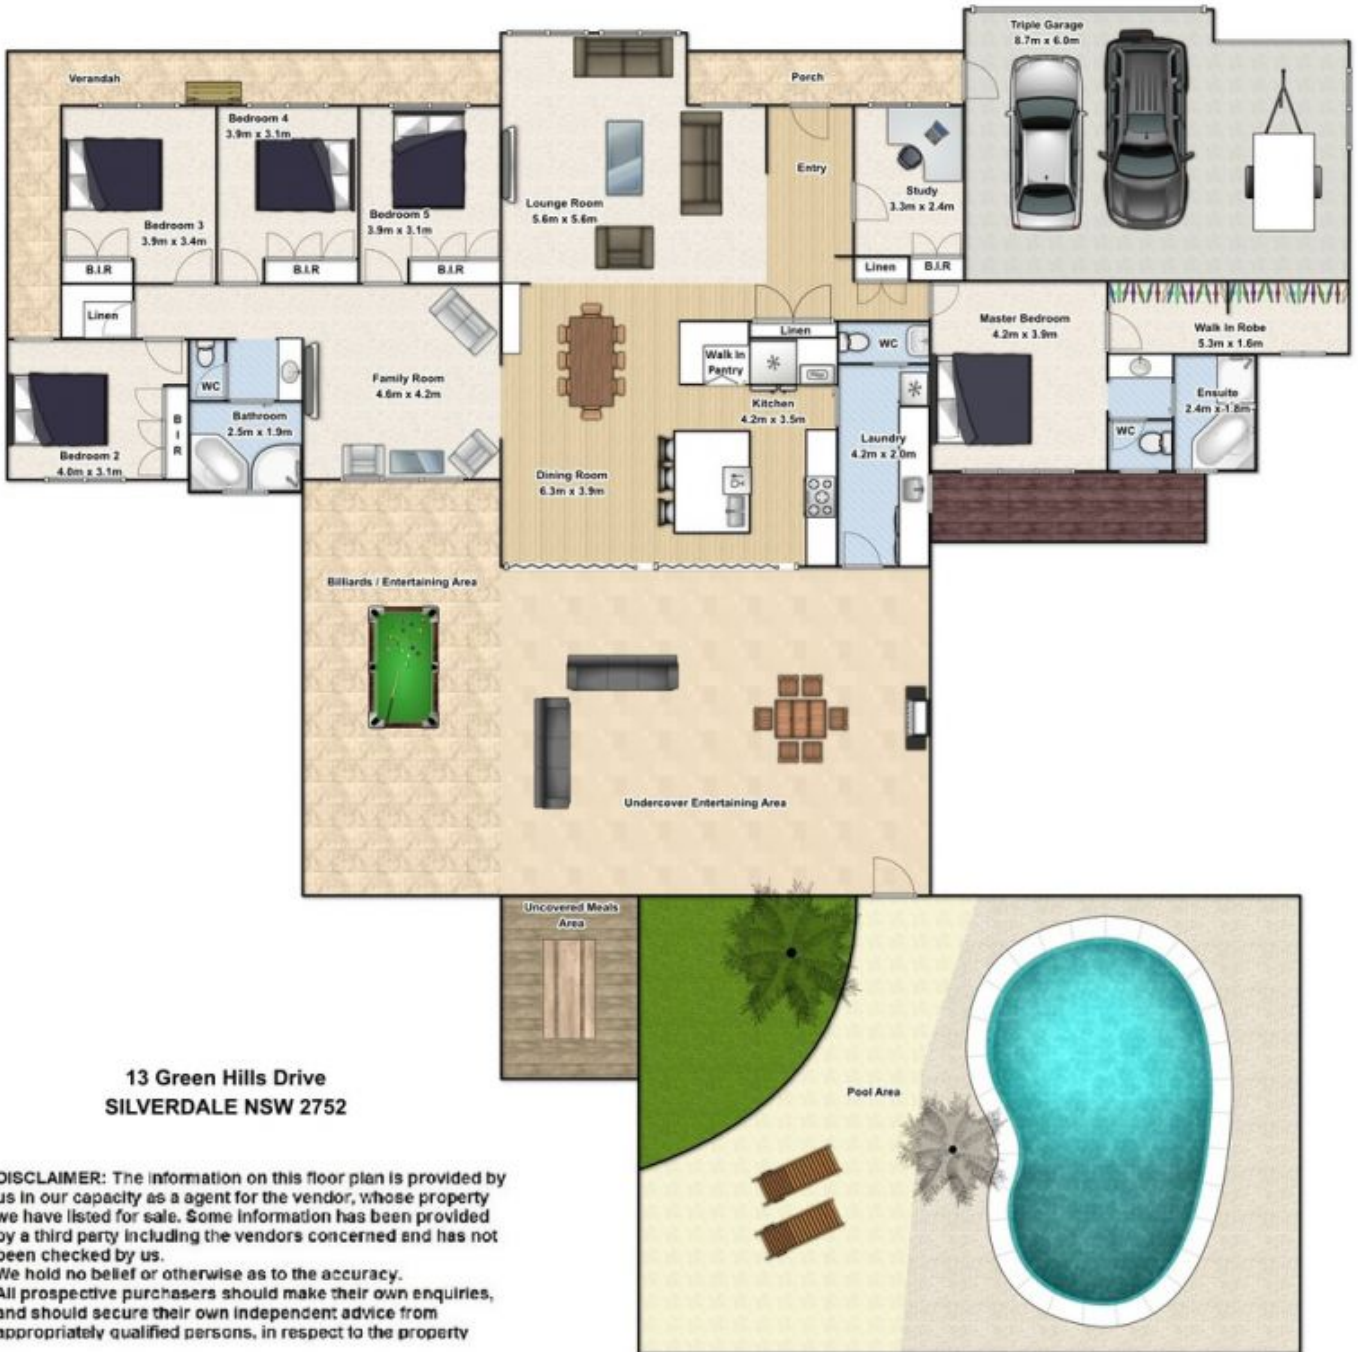 Triple Garage
8.7m x 6.0m
Verandah
Porch
Bedroom 4
3.9m x 3.1m
Entry
Study
3.3m x 2.4m
Lounge Room
5.6m x 5.6m
Bedroom 5
3.9m x 3.1m
Bedroom 3
3.9m x 3.4m
B.I.R
B.I.R
B.I.R
Linen
B.I.R
Linen
Master Bedroom
4.2m x 3.9m
Walk In Robe
5.3m x 1.6m
Linen
WC
Walk In
Pantry
Family Room
4.6m x 4.2m
WC
Kitchen
4.2m x 3.5m
Ensuite
2.4m x 1.8m
Bathroom
2.5m x 1.9m
B
I
R
WC
Laundry
4.2m x 2.0m
Bedroom 2
4.0m x 3.1m
Dining Room
6.3m x 3.9m
Billiards / Entertaining Area
Undercover Entertaining Area
Uncovered Meals
Area
Pool Area
13 Green Hills Drive
SILVERDALE NSW 2752
DISCLAIMER: The information on this floor plan is provided by
us in our capacity as a agent for the vendor, whose property
we have listed for sale. Some information has been provided
by a third party including the vendors concerned and has not
been checked by us.
We hold no belief or otherwise as to the accuracy.
All prospective purchasers should make their own enquiries,
and should secure their own independent advice from
appropriately qualified persons, in respect to the property